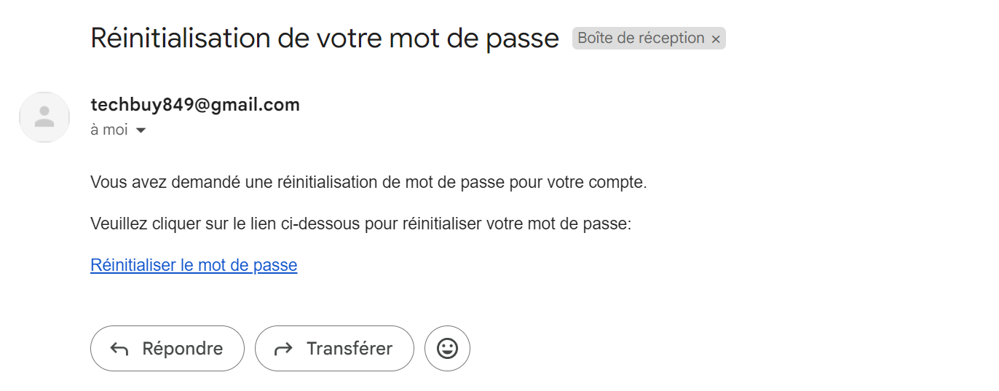 Réinitialisation de votre mot de passe Boîte de réception ×
techbuy849@gmail.com
à moi
Vous avez demandé une réinitialisation de mot de passe pour votre compte.
Veuillez cliquer sur le lien ci-dessous pour réinitialiser votre mot de passe:
Réinitialiser le mot de passe
Répondre Transférer